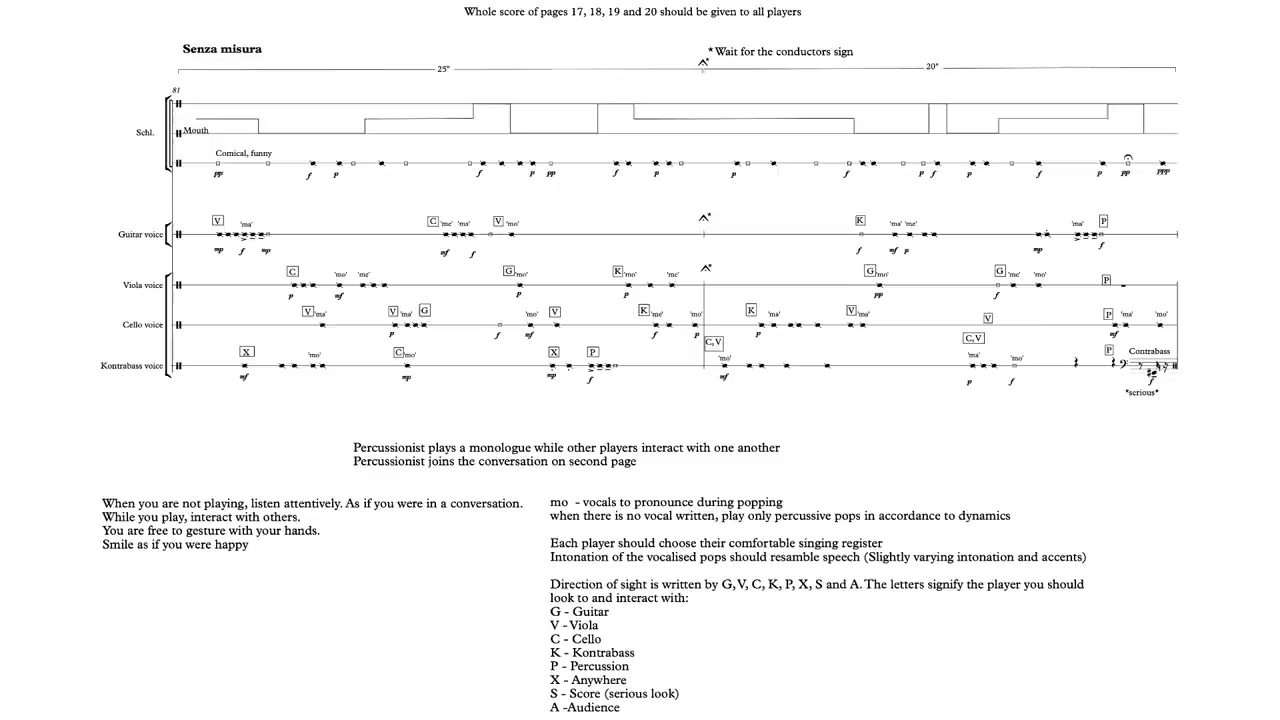 Whole score of pages 17, 18, 19 and 20 should be given to all players
Senza misura
*Wait for the conductors sign
25"
20"
81
Schl.
Mouth
Comical, funny
pp f p f p pp f p p f p f p f p pp ppp
Guitar voice
V 'ma' C 'me' 'ma' V 'mo' K 'ma' 'me' 'ma' P
mp f mp mf f f mf p mp f
Viola voice
C 'mo' 'me' G 'mo' K 'mo' 'me' G 'mo' G 'me' 'mo' P
p mf p p pp f
Cello voice
V 'ma' V 'ma' G 'mo' V K 'me' 'mo' K 'ma' V 'ma' V P 'ma' 'mo'
p f mf f p p mf
Kontrabass voice
X 'mo' C 'mo' X P C,V 'mo' C,V 'ma' 'mo' P Contrabass
mf mp mp f mf p f f
*serious*
Percussionist plays a monologue while other players interact with one another
Percussionist joins the conversation on second page
When you are not playing, listen attentively. As if you were in a conversation.
While you play, interact with others.
You are free to gesture with your hands.
Smile as if you were happy
mo - vocals to pronounce during popping
when there is no vocal written, play only percussive pops in accordance to dynamics
Each player should choose their comfortable singing register
Intonation of the vocalised pops should resamble speech (Slightly varying intonation and accents)
Direction of sight is written by G, V, C, K, P, X, S and A. The letters signify the player you should
look to and interact with:
G - Guitar
V - Viola
C - Cello
K - Kontrabass
P - Percussion
X - Anywhere
S - Score (serious look)
A -Audience